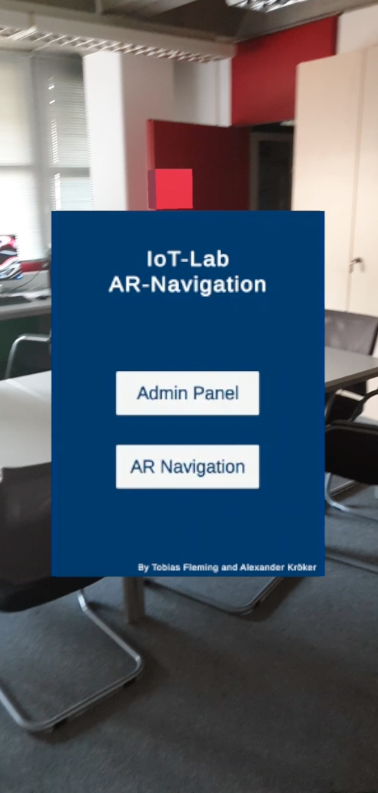 IoT-Lab
AR-Navigation
Admin Panel
AR Navigation
By Tobias Fleming and Alexander Kröker